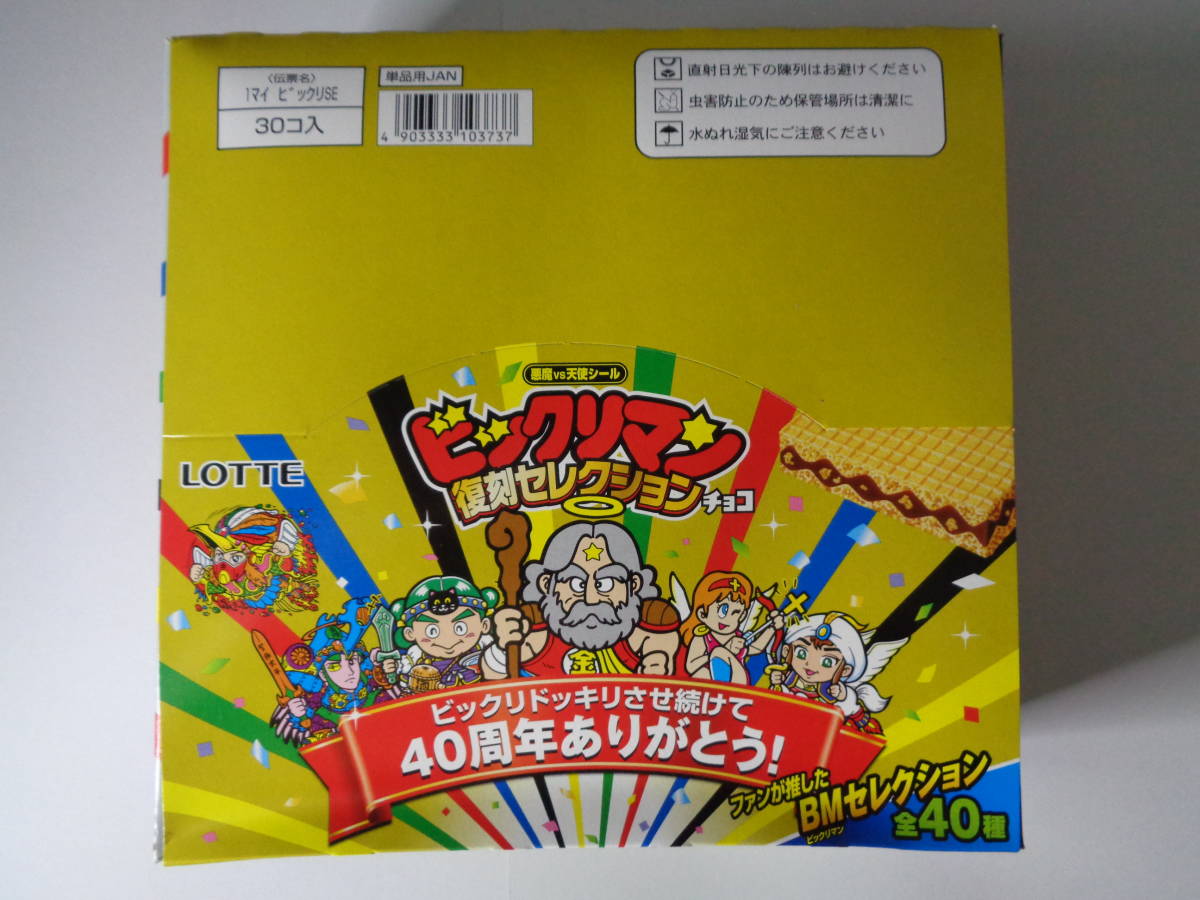 〈伝票名〉
1マイ ビックリSE
30コ入
単品用JAN
4 903333 103737
直射日光下の陳列はお避けください
虫害防止のため保管場所は清潔に
水ぬれ湿気にご注意ください
悪魔VS天使シール
ビックリマン
復刻セレクションチョコ
LOTTE
金
ビックリドッキリさせ続けて
40周年ありがとう!
ファンが推した
BMセレクション
ビックリマン
全40種